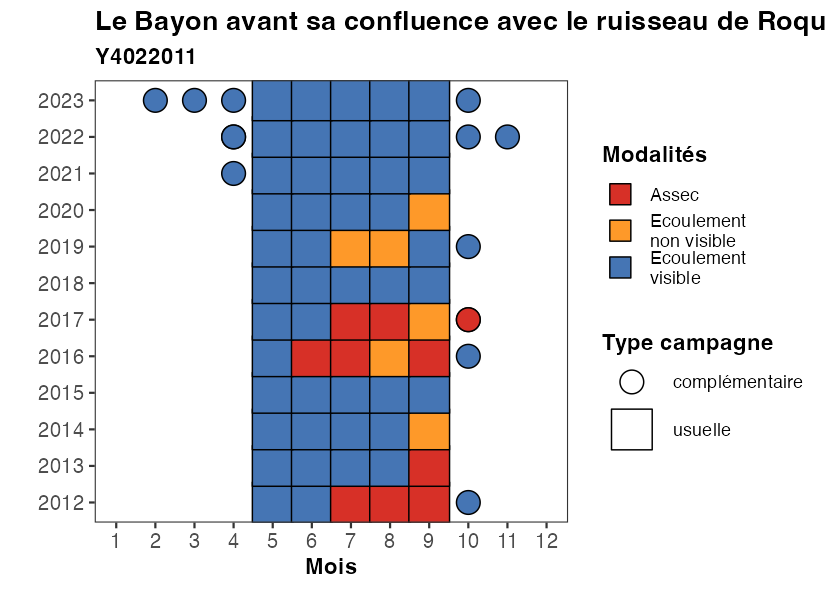 Le Bayon avant sa confluence avec le ruisseau de Roqu
Y4022011
2023
2022
2021
2020
2019
2018
2017
2016
2015
2014
2013
2012
1 2 3 4 5 6 7 8 9 10 11 12
Mois
Modalités
Assec
Ecoulement
non visible
Ecoulement
visible
Type campagne
complémentaire
usuelle